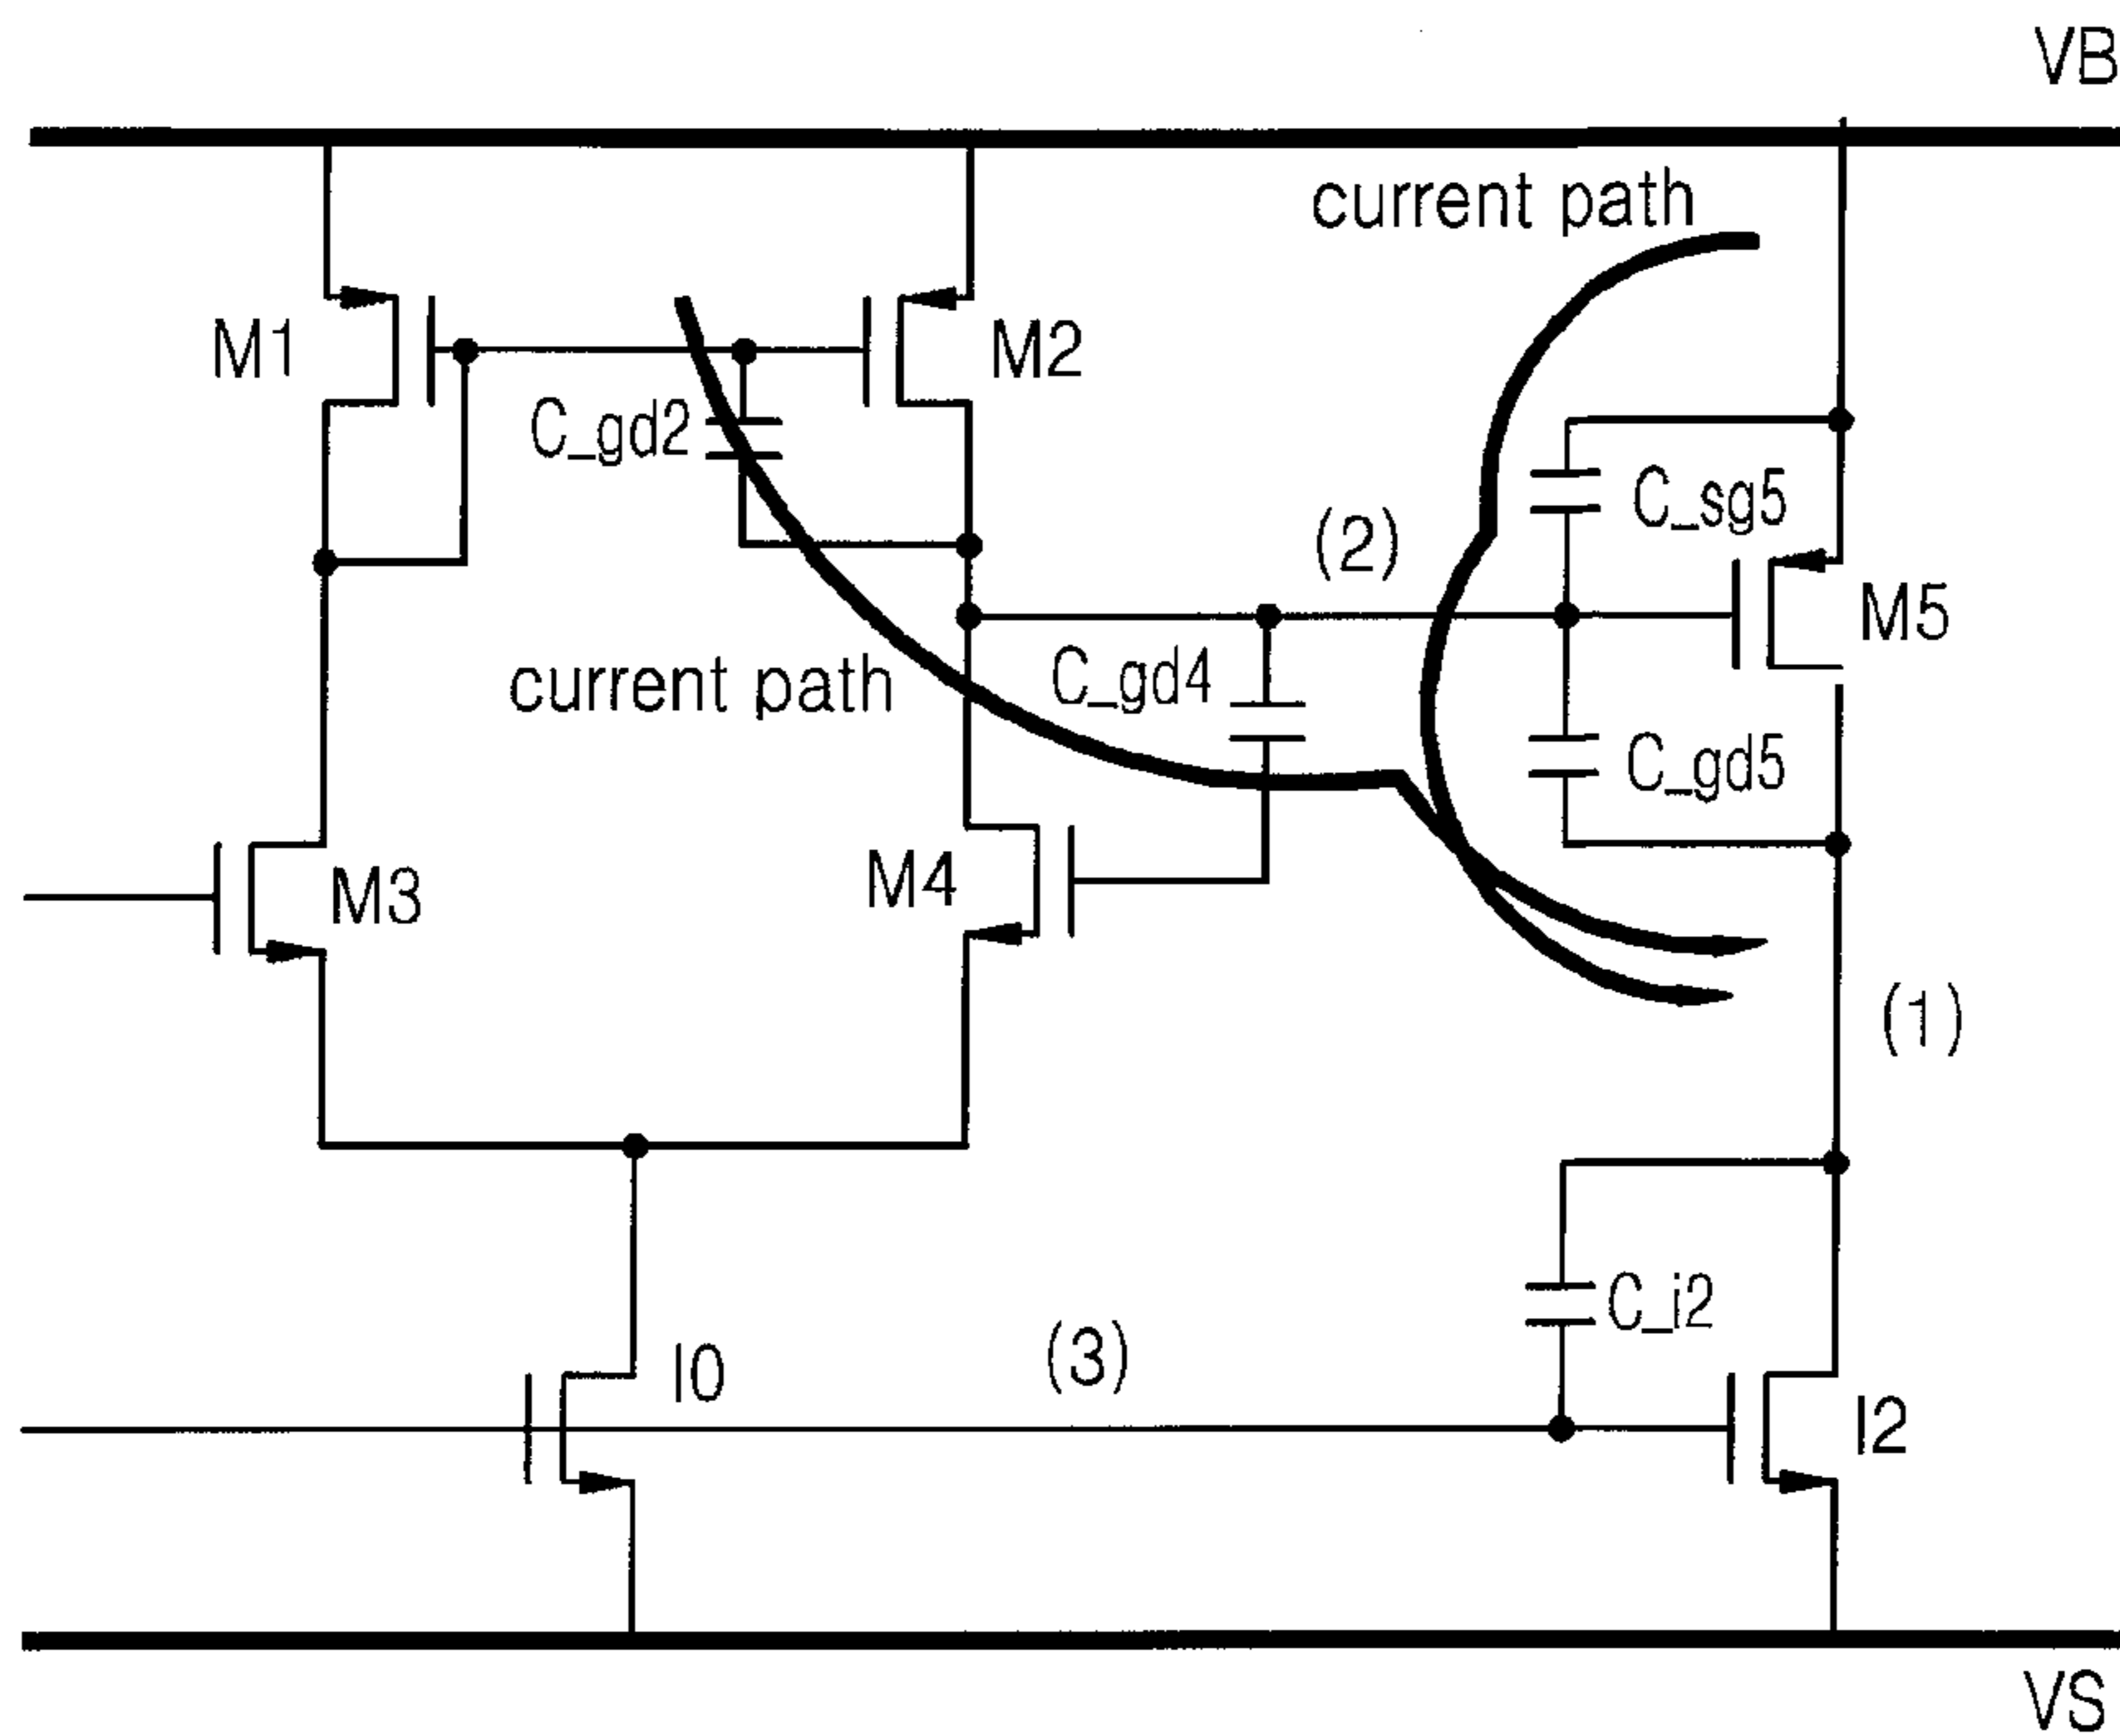 VB
current path
M1
M2
C_gd2
C_sg5
(2)
M5
current path
C_gd4
C_gd5
M3
M4
(1)
C_i2
I0
(3)
I2
VS